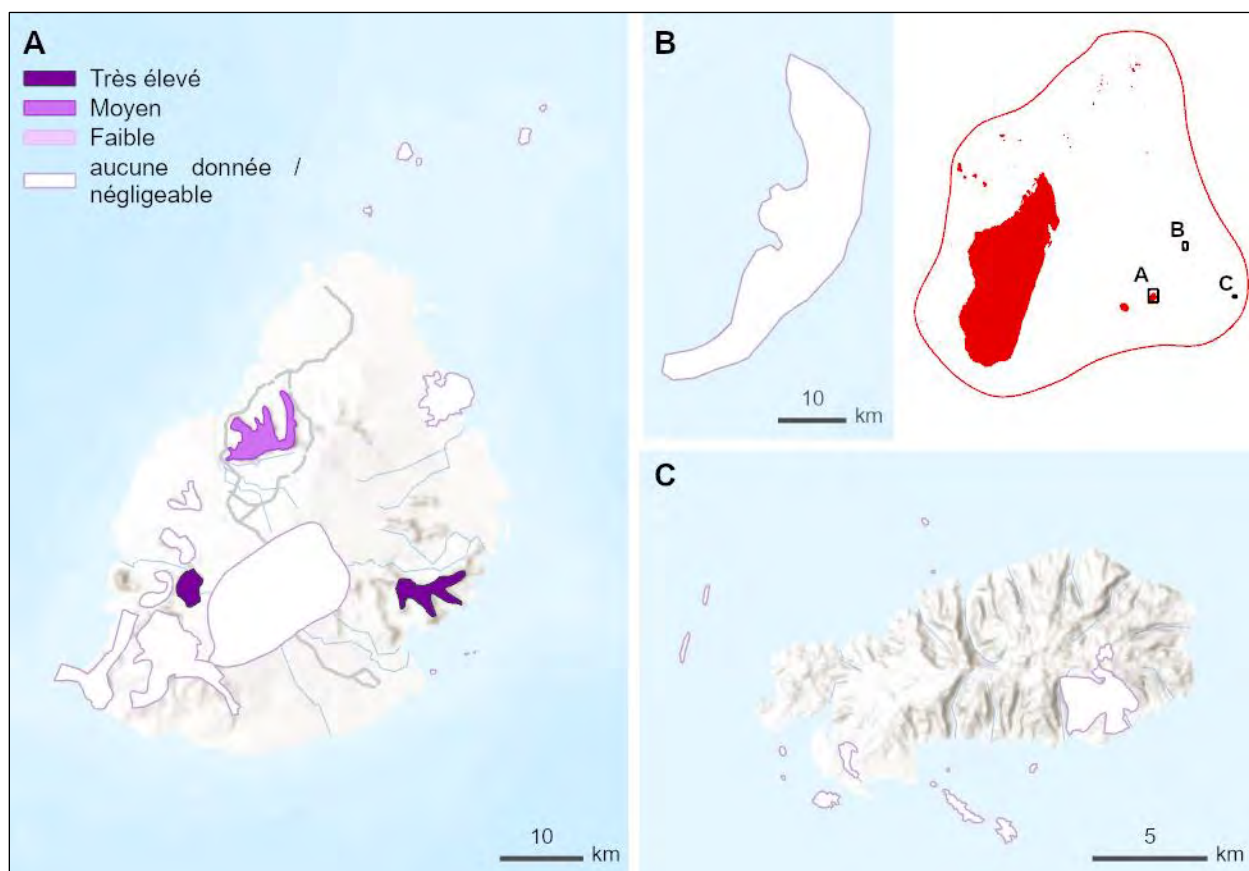 A
Très élevé
Moyen
Faible
aucune donnée /
négligeable
10
km
B
10
km
A
B
C
C
5
km